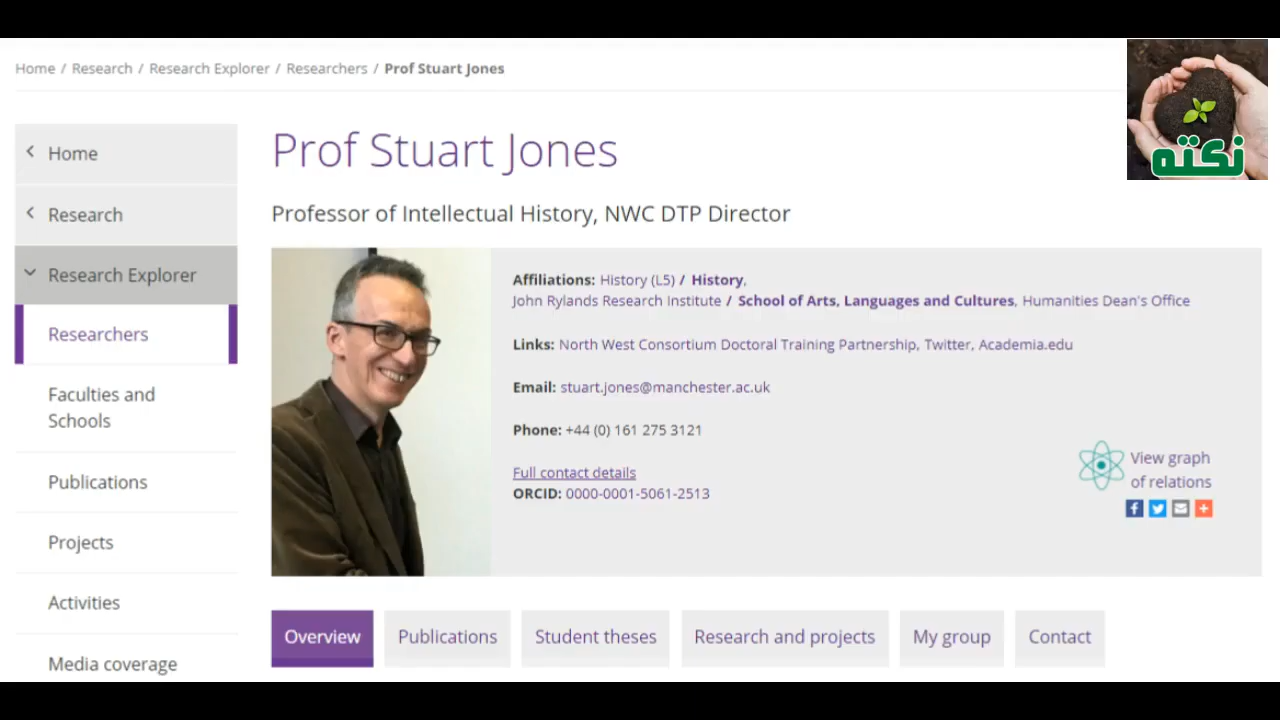 Home / Research / Research Explorer / Researchers / Prof Stuart Jones
نکته
Home
Research
Research Explorer
Researchers
Faculties and
Schools
Publications
Projects
Activities
Media coverage
Prof Stuart Jones
Professor of Intellectual History, NWC DTP Director
Affiliations: History (L5) / History,
John Rylands Research Institute / School of Arts, Languages and Cultures, Humanities Dean's Office
Links: North West Consortium Doctoral Training Partnership, Twitter, Academia.edu
Email: stuart.jones@manchester.ac.uk
Phone: +44 (0) 161 275 3121
Full contact details
ORCID: 0000-0001-5061-2513
View graph
of relations
Overview Publications Student theses Research and projects My group Contact